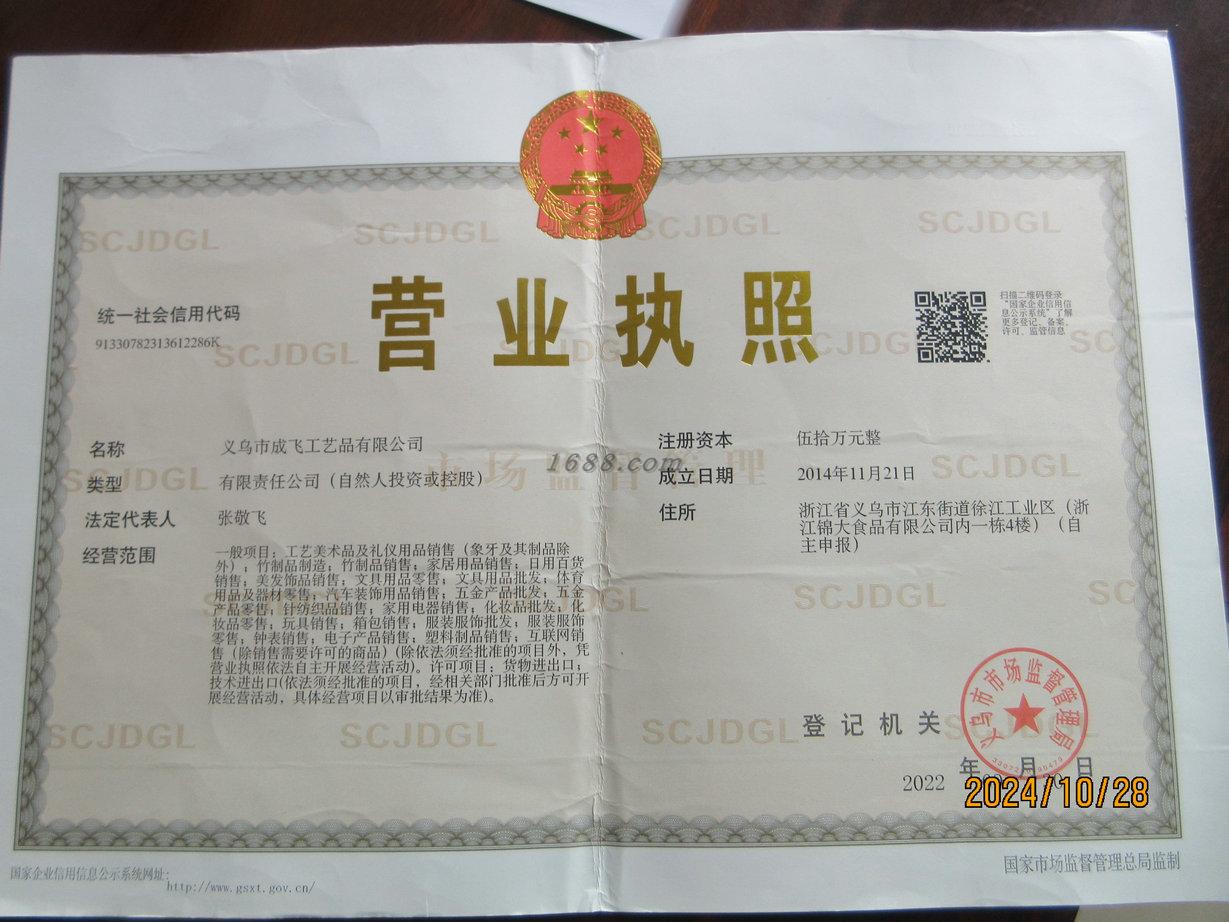 SCJDGL SCJDGL SCJDGL SCJDGL
营业执照
统一社会信用代码
91330782313612286K
扫描二维码登录
“国家企业信用信
息公示系统”了解
更多登记、备案、
许可、监管信息
SCJDGL SCJDGL SC
名称 义乌市成飞工艺品有限公司
类型 有限责任公司（自然人投资或控股）
法定代表人 张敬飞
经营范围 一般项目：工艺美术品及礼仪用品销售（象牙及其制品除
外）；竹制品制造；竹制品销售；家居用品销售；日用百货
销售；美发饰品销售；文具用品零售；文具用品批发；体育
用品及器材零售；汽车装饰用品销售；五金产品批发；五金
产品零售；针纺织品销售；家用电器销售；化妆品批发；化
妆品零售；玩具销售；箱包销售；服装服饰批发；服装服饰
零售；钟表销售；电子产品销售；塑料制品销售；互联网销
售（除销售需要许可的商品）(除依法须经批准的项目外，凭
营业执照依法自主开展经营活动)。许可项目：货物进出口；
技术进出口(依法须经批准的项目，经相关部门批准后方可开
展经营活动，具体经营项目以审批结果为准)。
注册资本 伍拾万元整
成立日期 2014年11月21日
住所 浙江省义乌市江东街道徐江工业区（浙
江锦大食品有限公司内一栋4楼）（自
主申报）
1688.com
市场监督管理
SCJDGL SCJDGL
SCJDGL SC
SCJDGL SCJDGL SCJDGL
登记机关
义乌市市场监督管理局
2022 年 月 日
2024/10/28
国家企业信用信息公示系统网址：
http://www.gsxt.gov.cn/
国家市场监督管理总局监制